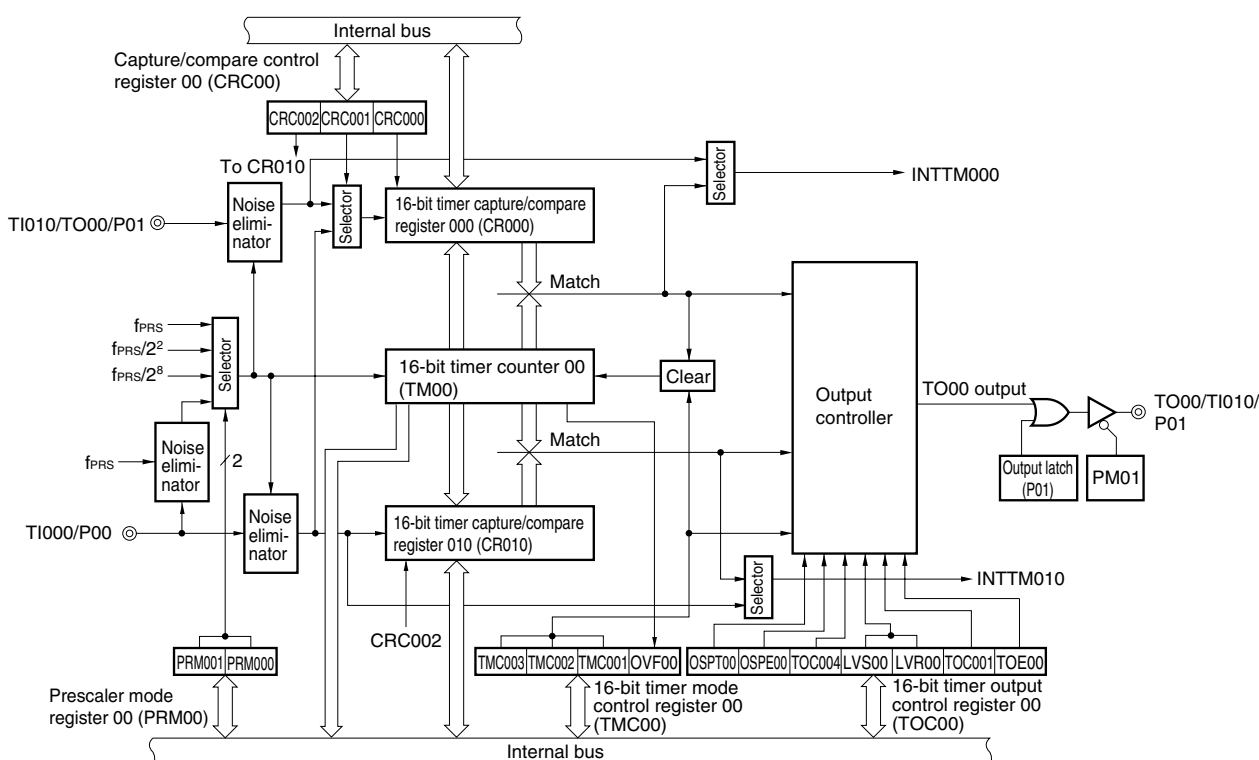 Internal bus
Capture/compare control
register 00 (CRC00)
CRC002 CRC001 CRC000
To CR010
Selector
INTTM000
Noise
elimi-
nator
Selector
16-bit timer capture/compare
register 000 (CR000)
TI010/TO00/P01
Match
fPRS
fPRS/2²
fPRS/2⁸
Selector
16-bit timer counter 00
(TM00)
Clear
Output
controller
TO00 output
TO00/TI010/
P01
Match
fPRS
Noise
elimi-
nator
2
Output latch
(P01)
PM01
TI000/P00
Noise
elimi-
nator
16-bit timer capture/compare
register 010 (CR010)
Selector
INTTM010
CRC002
PRM001 PRM000
TMC003 TMC002 TMC001 OVF00
OSPT00 OSPE00 TOC004 LVS00 LVR00 TOC001 TOE00
Prescaler mode
register 00 (PRM00)
16-bit timer mode
control register 00
(TMC00)
16-bit timer output
control register 00
(TOC00)
Internal bus